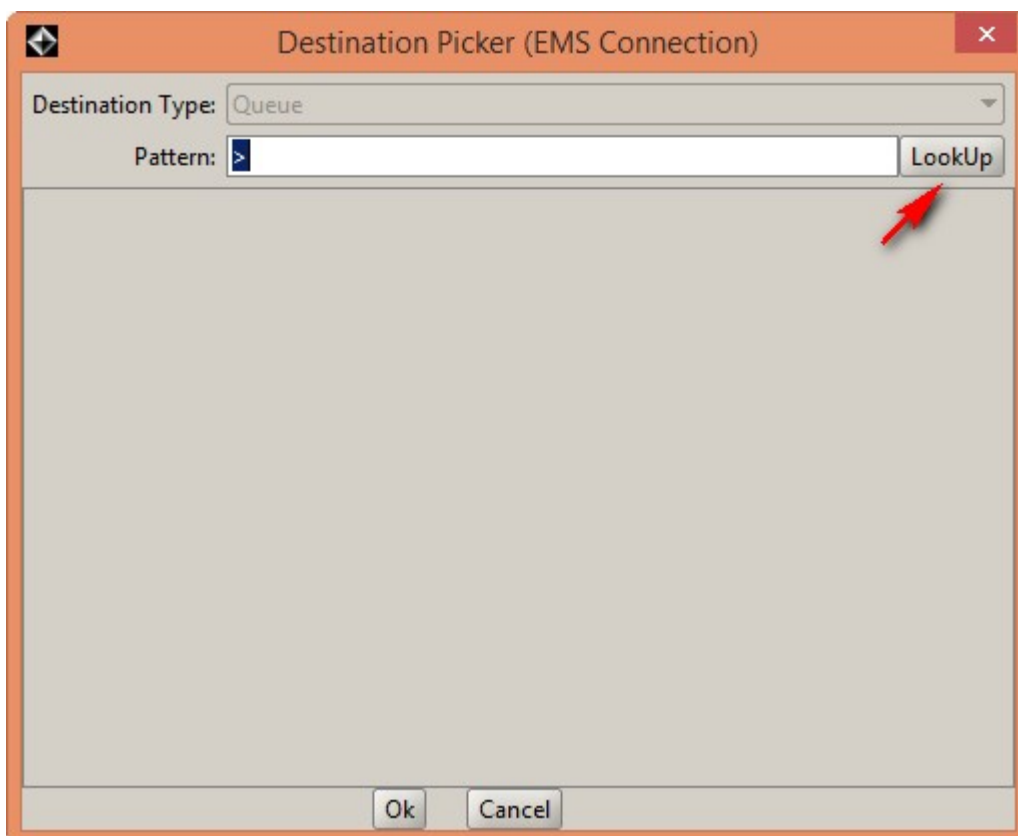 Destination Picker (EMS Connection)
Destination Type: Queue
Pattern: > LookUp
Ok Cancel